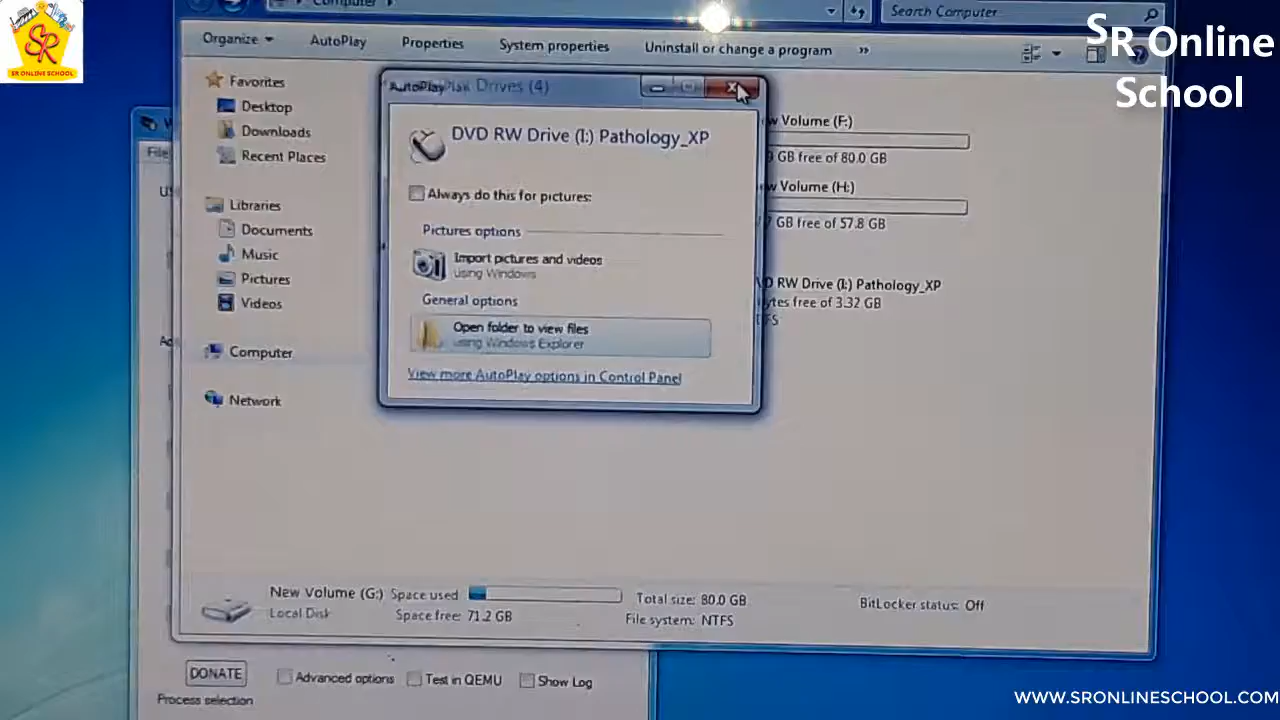 SR
SR ONLINE SCHOOL
SR Online
School
Computer
Search Computer
Organize
AutoPlay
Properties
System properties
Uninstall or change a program
»
Favorites
Desktop
Downloads
Recent Places
Libraries
Documents
Music
Pictures
Videos
Computer
Network
File
AutoPlay
Drives (4)
DVD RW Drive (I:) Pathology_XP
Always do this for pictures:
Pictures options
Import pictures and videos
using Windows
General options
Open folder to view files
using Windows Explorer
View more AutoPlay options in Control Panel
w Volume (F:)
GB free of 80.0 GB
w Volume (H:)
GB free of 57.8 GB
RW Drive (I:) Pathology_XP
ytes free of 3.32 GB
New Volume (G:) Space used
Total size: 80.0 GB
BitLocker status: Off
Local Disk
Space free: 71.2 GB
File system: NTFS
DONATE
Advanced options
Test in QEMU
Show Log
Process selection
WWW.SRONLINESCHOOL.COM